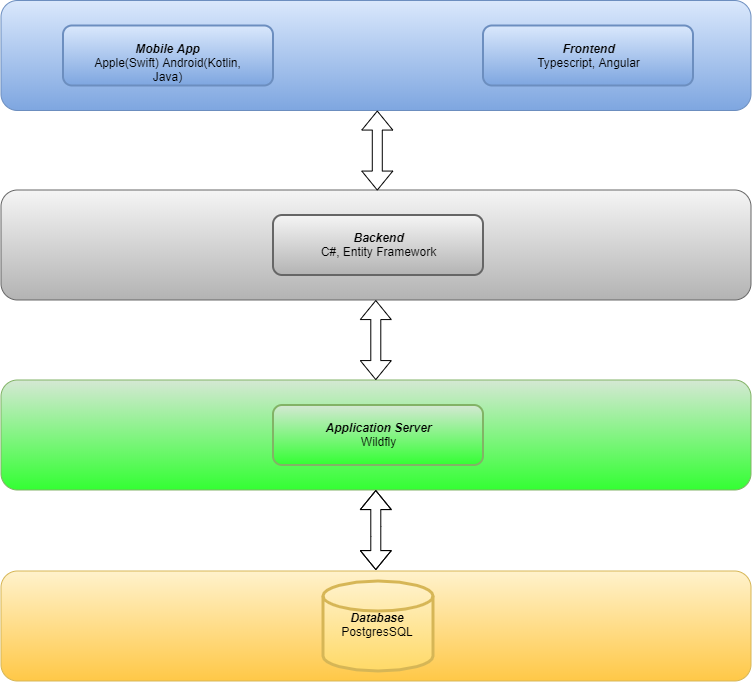 Mobile App
Apple(Swift) Android(Kotlin,
Java)
Frontend
Typescript, Angular
Backend
C#, Entity Framework
Application Server
Wildfly
Database
PostgresSQL